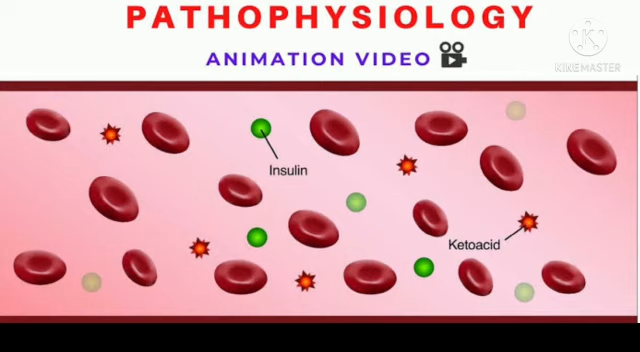 PATHOPHYSIOLOGY
ANIMATION VIDEO
KINEMASTER
Insulin
Ketoacid